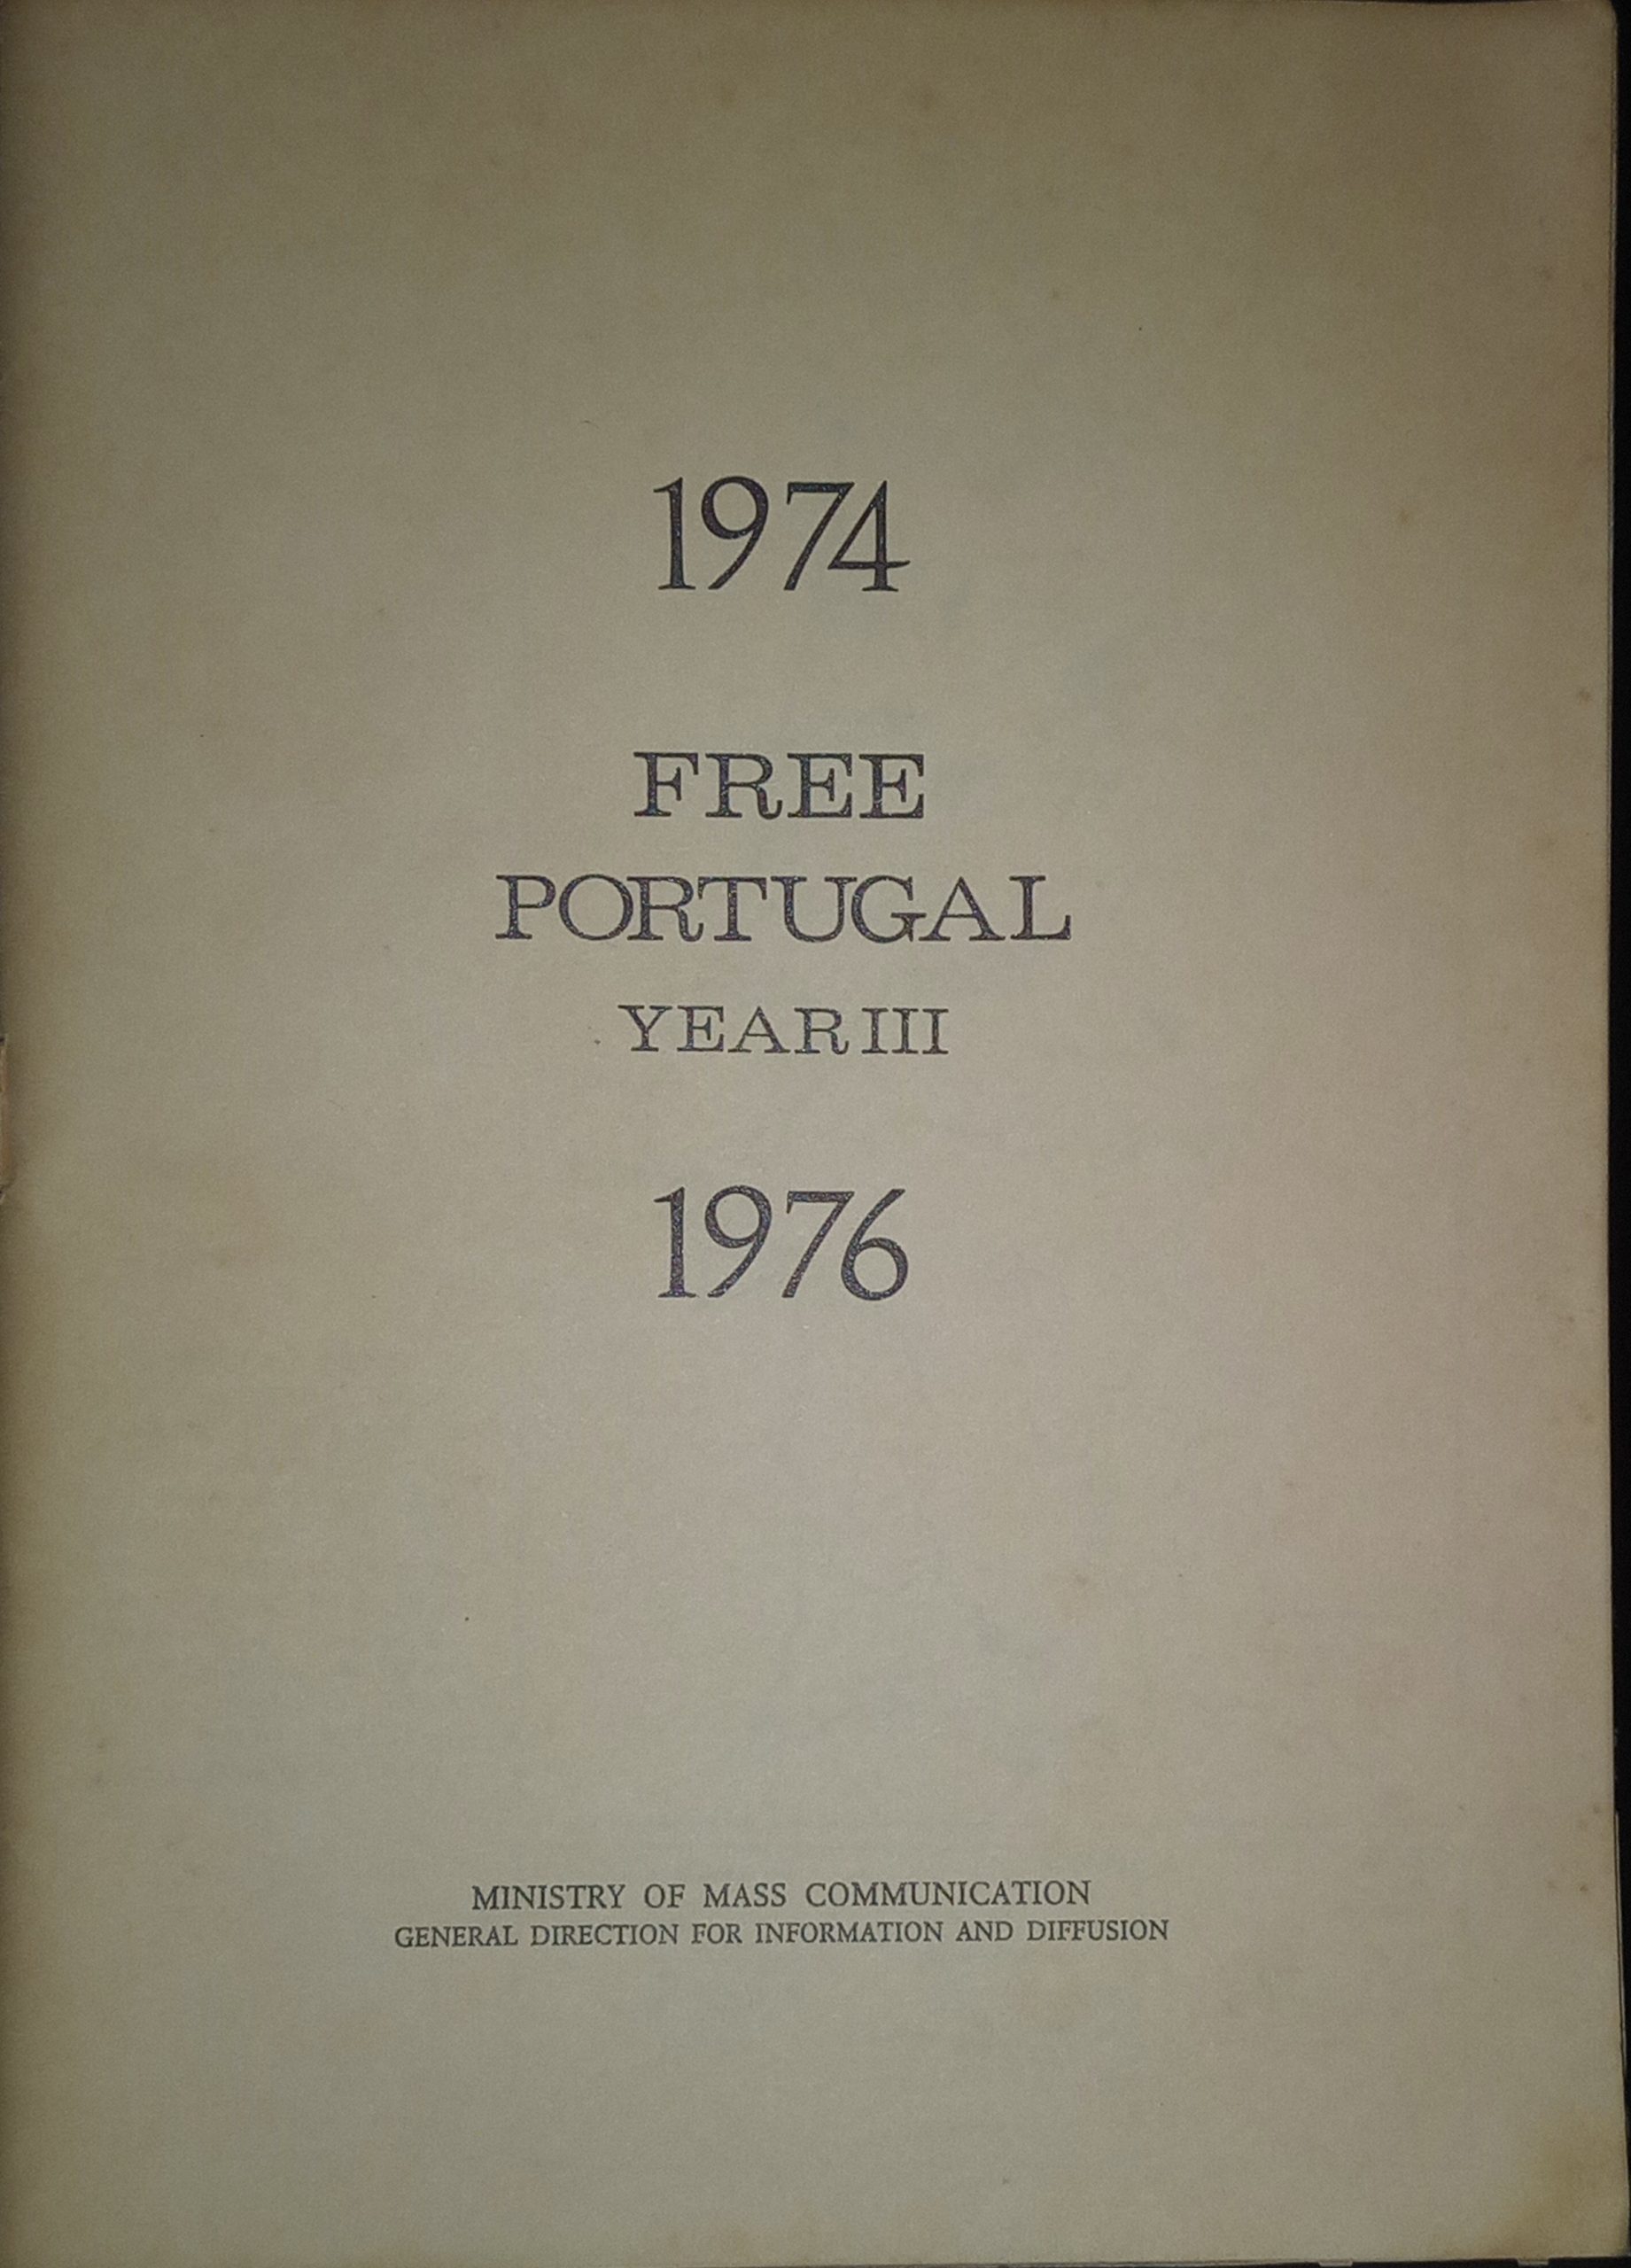 1974
FREE
PORTUGAL
YEAR III
1976
MINISTRY OF MASS COMMUNICATION
GENERAL DIRECTION FOR INFORMATION AND DIFFUSION